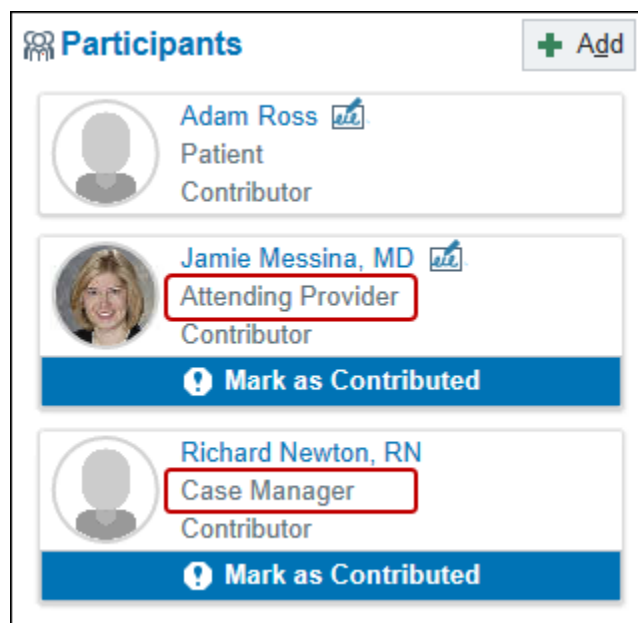 Participants
Add
Adam Ross
Patient
Contributor
Jamie Messina, MD
Attending Provider
Contributor
Mark as Contributed
Richard Newton, RN
Case Manager
Contributor
Mark as Contributed